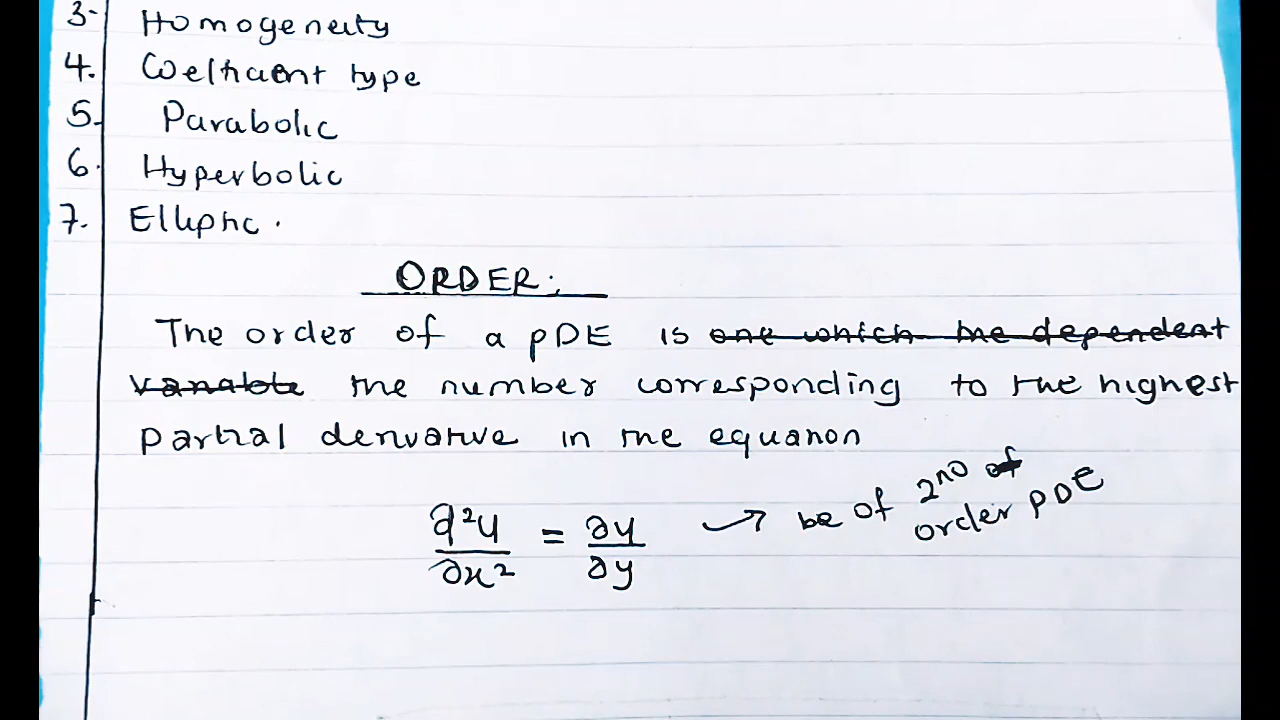 3- Homogeneity
4. Coefficient type
5. Parabolic
6. Hyperbolic
7. Elliptic.
ORDER:
The order of a PDE is one which the dependent
variable the number corresponding to the highest
partial derivative in the equation
∂²u/∂x² = ∂y/∂y → be of 2ND of
order PDE